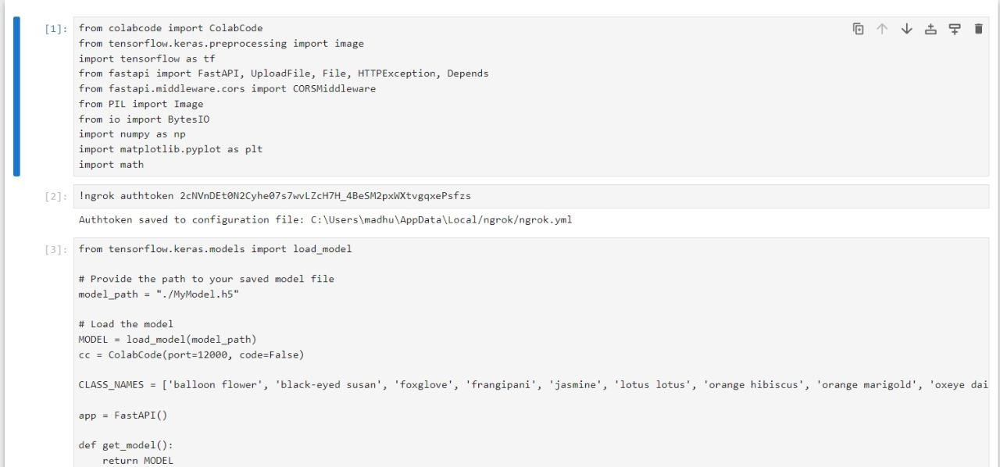 [1]: from colabcode import ColabCode
from tensorflow.keras.preprocessing import image
import tensorflow as tf
from fastapi import FastAPI, UploadFile, File, HTTPException, Depends
from fastapi.middleware.cors import CORSMiddleware
from PIL import Image
from io import BytesIO
import numpy as np
import matplotlib.pyplot as plt
import math
[2]: !ngrok authtoken 2cNVnDEt0N2Cyhe07s7wvLZcH7H_4BeSM2pxWXtvgqxePsfzs
Authtoken saved to configuration file: C:\Users\madhu\AppData\Local/ngrok/ngrok.yml
[3]: from tensorflow.keras.models import load_model
# Provide the path to your saved model file
model_path = "./MyModel.h5"
# Load the model
MODEL = load_model(model_path)
cc = ColabCode(port=12000, code=False)
CLASS_NAMES = ['balloon flower', 'black-eyed susan', 'foxglove', 'frangipani', 'jasmine', 'lotus lotus', 'orange hibiscus', 'orange marigold', 'oxeye dai
app = FastAPI()
def get_model():
    return MODEL